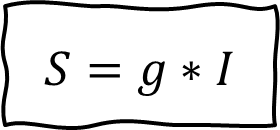 S = g * I